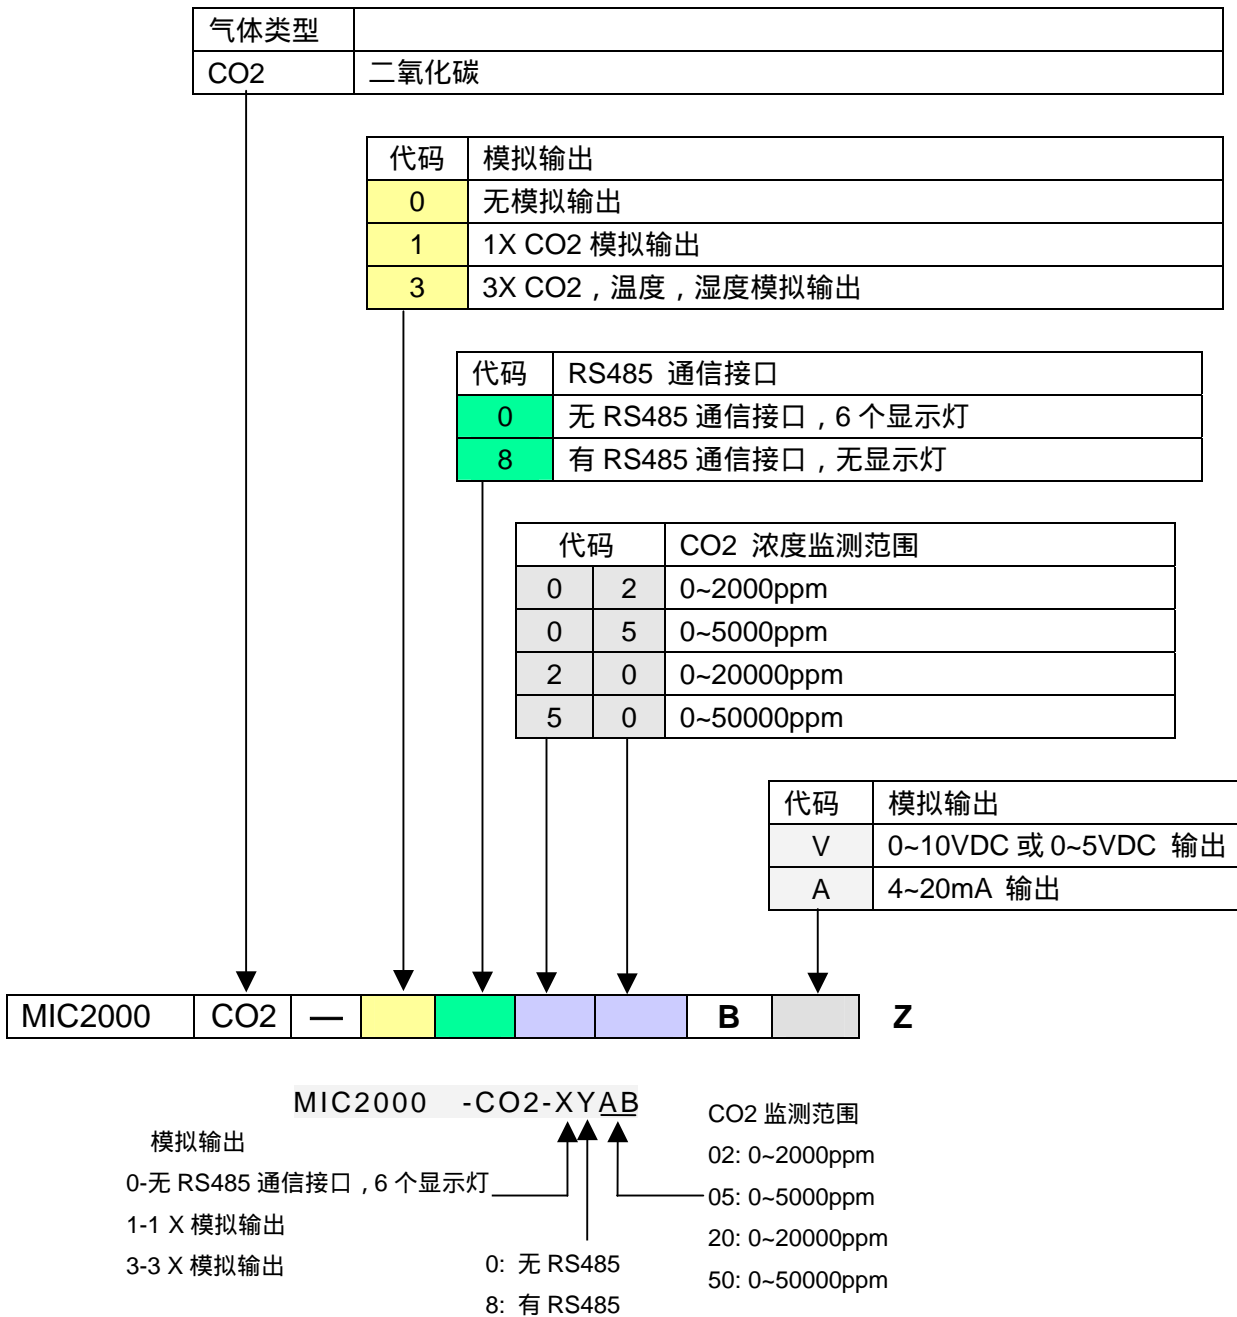 气体类型
CO2 二氧化碳
代码 模拟输出
0 无模拟输出
1 1X CO2 模拟输出
3 3X CO2，温度，湿度模拟输出
代码 RS485 通信接口
0 无 RS485 通信接口，6 个显示灯
8 有 RS485 通信接口，无显示灯
代码 CO2 浓度监测范围
0 2 0~2000ppm
0 5 0~5000ppm
2 0 0~20000ppm
5 0 0~50000ppm
代码 模拟输出
V 0~10VDC 或 0~5VDC 输出
A 4~20mA 输出
MIC2000 CO2 — B Z
MIC2000 -CO2-XYAB
模拟输出
0-无 RS485 通信接口，6 个显示灯
1-1 X 模拟输出
3-3 X 模拟输出
0: 无 RS485
8: 有 RS485
CO2 监测范围
02: 0~2000ppm
05: 0~5000ppm
20: 0~20000ppm
50: 0~50000ppm